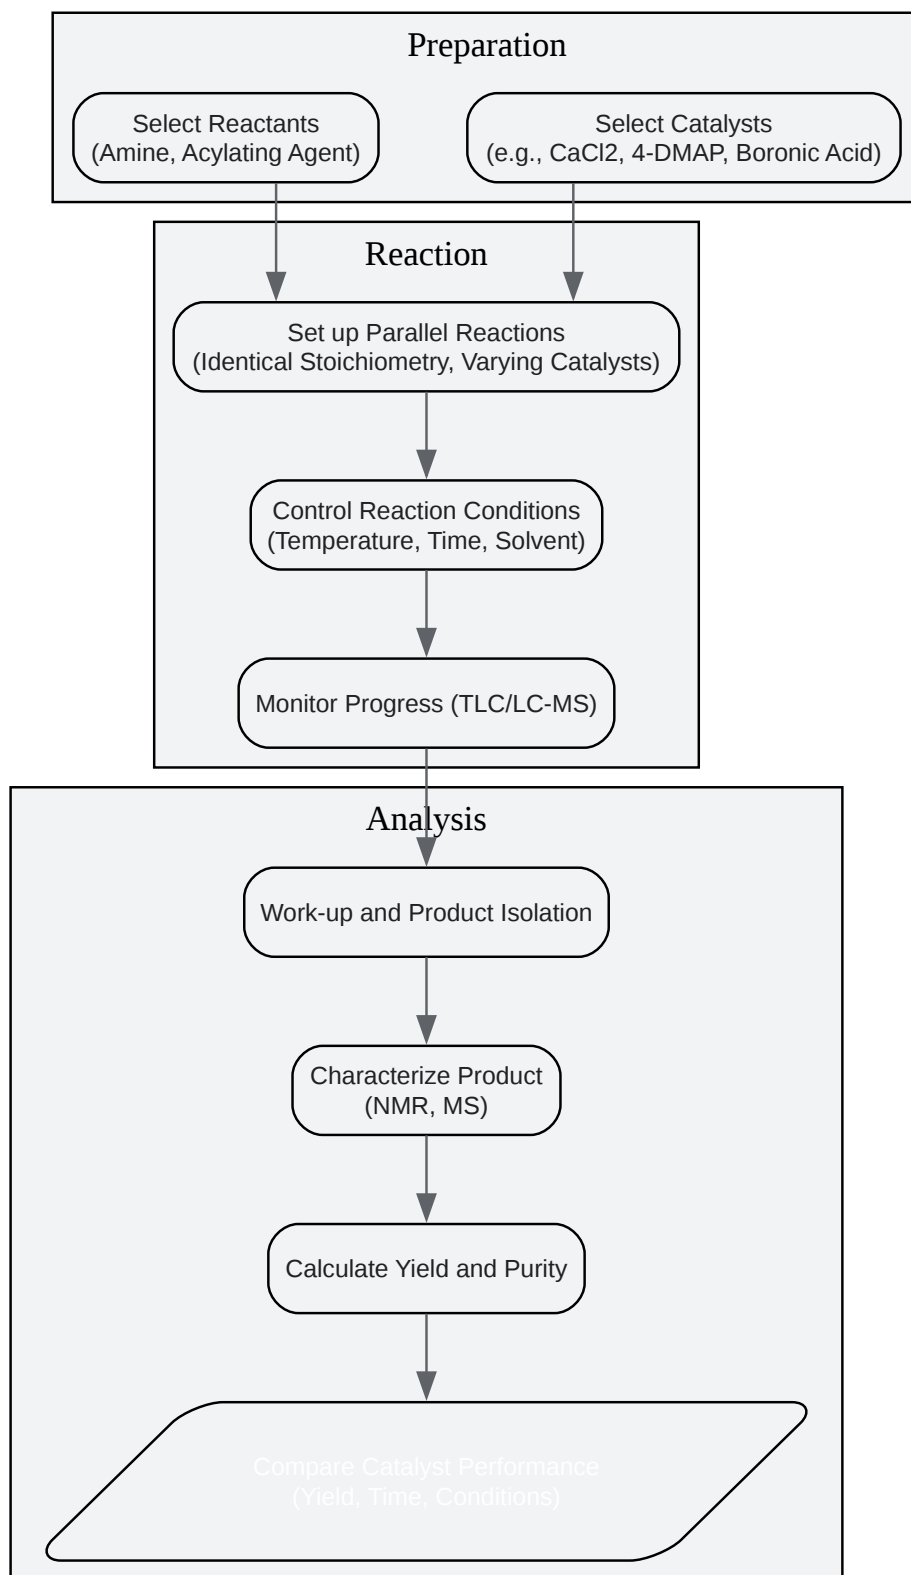 Preparation
Select Reactants
(Amine, Acylating Agent)
Select Catalysts
(e.g., CaCl2, 4-DMAP, Boronic Acid)
Reaction
Set up Parallel Reactions
(Identical Stoichiometry, Varying Catalysts)
Control Reaction Conditions
(Temperature, Time, Solvent)
Monitor Progress (TLC/LC-MS)
Analysis
Work-up and Product Isolation
Characterize Product
(NMR, MS)
Calculate Yield and Purity
Compare Catalyst Performance
(Yield, Time, Conditions)